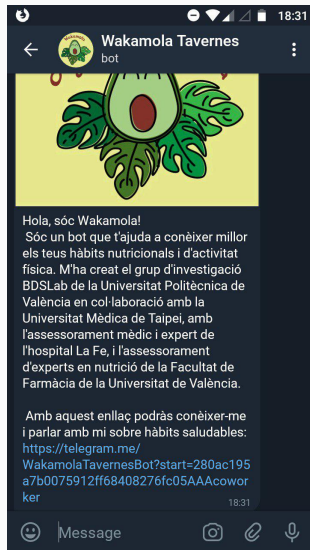 18:31
Wakamola Tavernes
bot
Hola, sóc Wakamola!
Sóc un bot que t'ajuda a conèixer millor
els teus hàbits nutricionals i d'activitat
física. M'ha creat el grup d'investigació
BDSLab de la Universitat Politècnica de
València en col·laboració amb la
Universitat Mèdica de Taipei, amb
l'assessorament mèdic i expert de
l'hospital La Fe, i l'assessorament
d'experts en nutrició de la Facultat de
Farmàcia de la Universitat de València.
Amb aquest enllaç podràs conèixer-me
i parlar amb mi sobre hàbits saludables:
https://telegram.me/
WakamolaTavernesBot?start=280ac195
a7b0075912ff68408276fc05AAAcowor
ker
18:31
Message